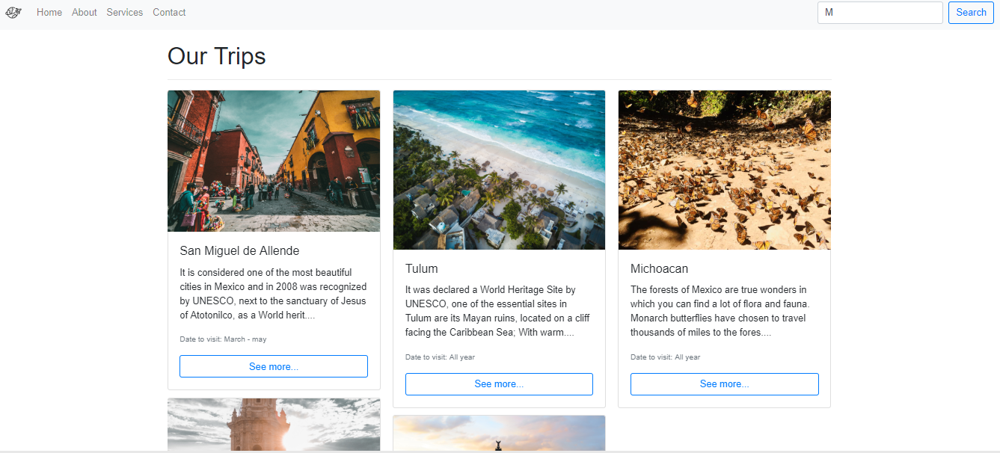 Home About Services Contact M Search
Our Trips
San Miguel de Allende
It is considered one of the most beautiful
cities in Mexico and in 2008 was recognized
by UNESCO, next to the sanctuary of Jesus
of Atotonilco, as a World herit....
Date to visit: March - may
See more...
Tulum
It was declared a World Heritage Site by
UNESCO, one of the essential sites in
Tulum are its Mayan ruins, located on a cliff
facing the Caribbean Sea; With warm....
Date to visit: All year
See more...
Michoacan
The forests of Mexico are true wonders in
which you can find a lot of flora and fauna.
Monarch butterflies have chosen to travel
thousands of miles to the fores....
Date to visit: All year
See more...